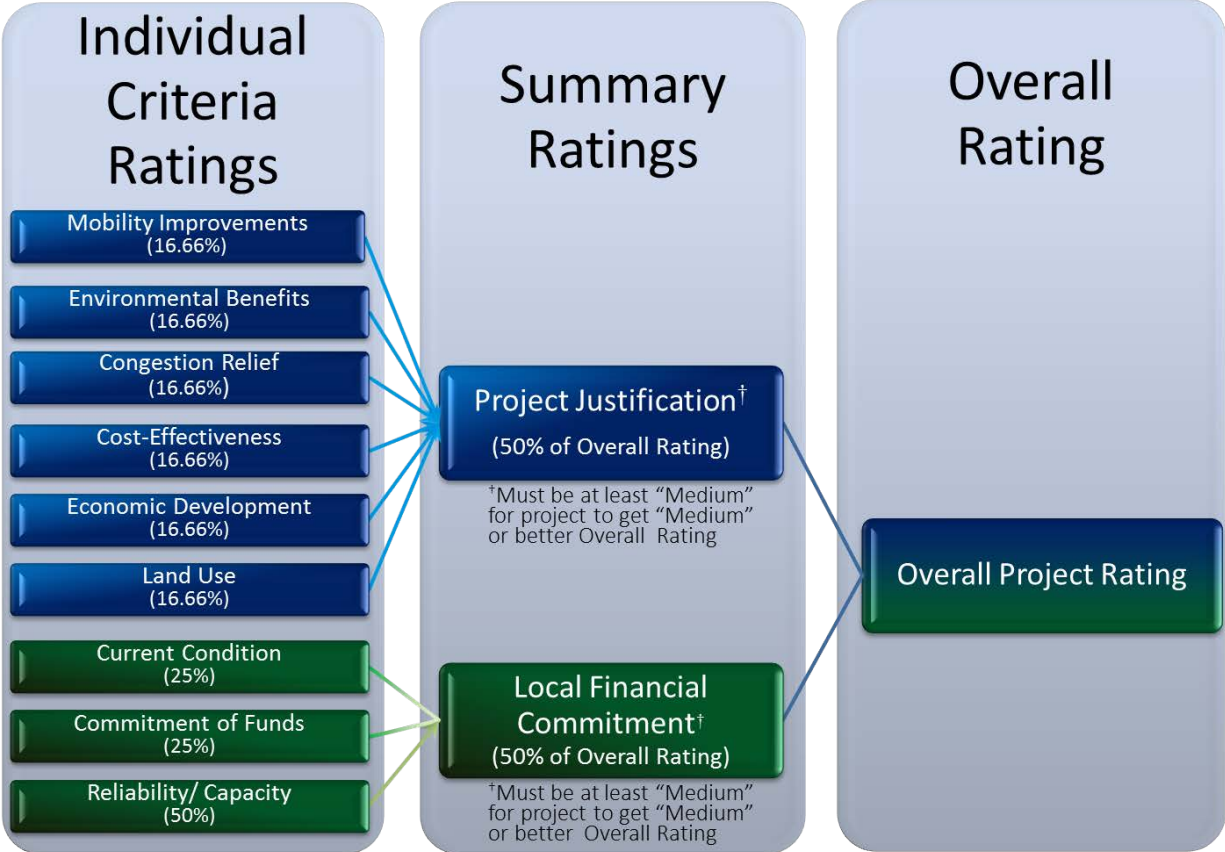 Individual
Criteria
Ratings
Mobility Improvements
(16.66%)
Environmental Benefits
(16.66%)
Congestion Relief
(16.66%)
Cost-Effectiveness
(16.66%)
Economic Development
(16.66%)
Land Use
(16.66%)
Current Condition
(25%)
Commitment of Funds
(25%)
Reliability/ Capacity
(50%)
Summary
Ratings
Project Justification†
(50% of Overall Rating)
†Must be at least “Medium”
for project to get “Medium”
or better Overall Rating
Local Financial
Commitment†
(50% of Overall Rating)
†Must be at least “Medium”
for project to get “Medium”
or better Overall Rating
Overall
Rating
Overall Project Rating